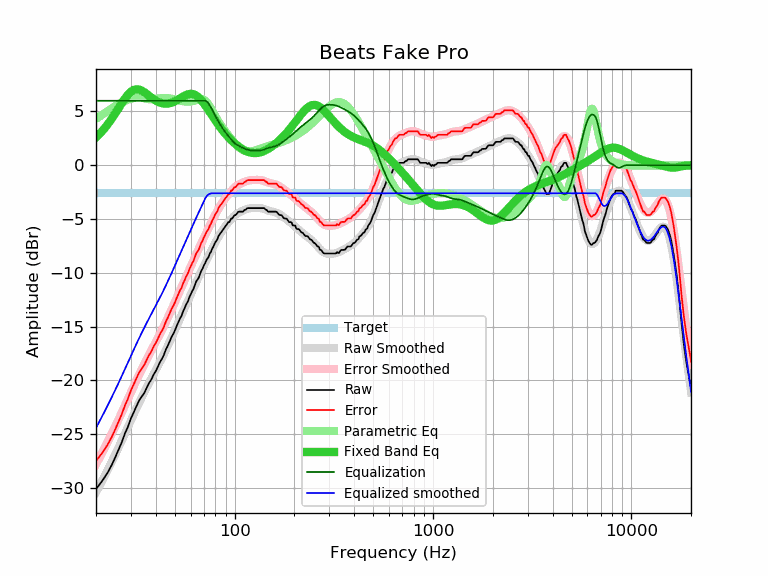 Beats Fake Pro
Amplitude (dBr)
5
0
−5
−10
−15
−20
−25
−30
Target
Raw Smoothed
Error Smoothed
Raw
Error
Parametric Eq
Fixed Band Eq
Equalization
Equalized smoothed
100
1000
10000
Frequency (Hz)